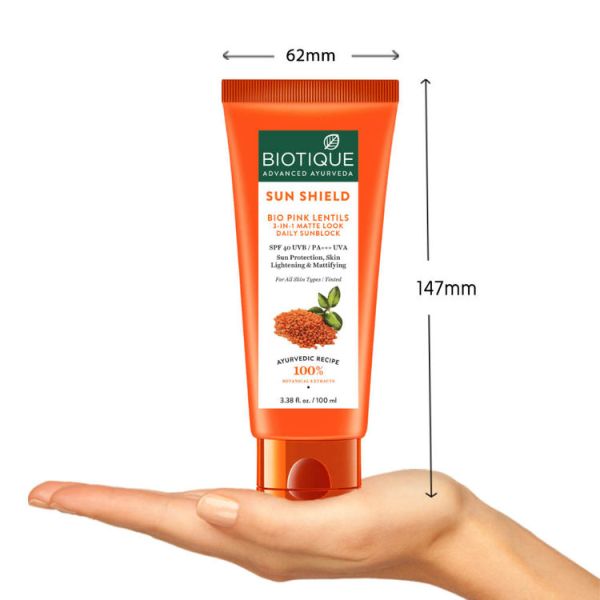 62mm
147mm
BIOTIQUE
ADVANCED AYURVEDA
SUN SHIELD
BIO PINK LENTILS
3-IN-1 MATTE LOOK
DAILY SUNBLOCK
SPF 40 UVB / PA+++ UVA
Sun Protection, Skin
Lightening & Mattifying
For All Skin Types | Tinted
AYURVEDIC RECIPE
100%
BOTANICAL EXTRACTS
3.38 fl. oz. / 100 ml